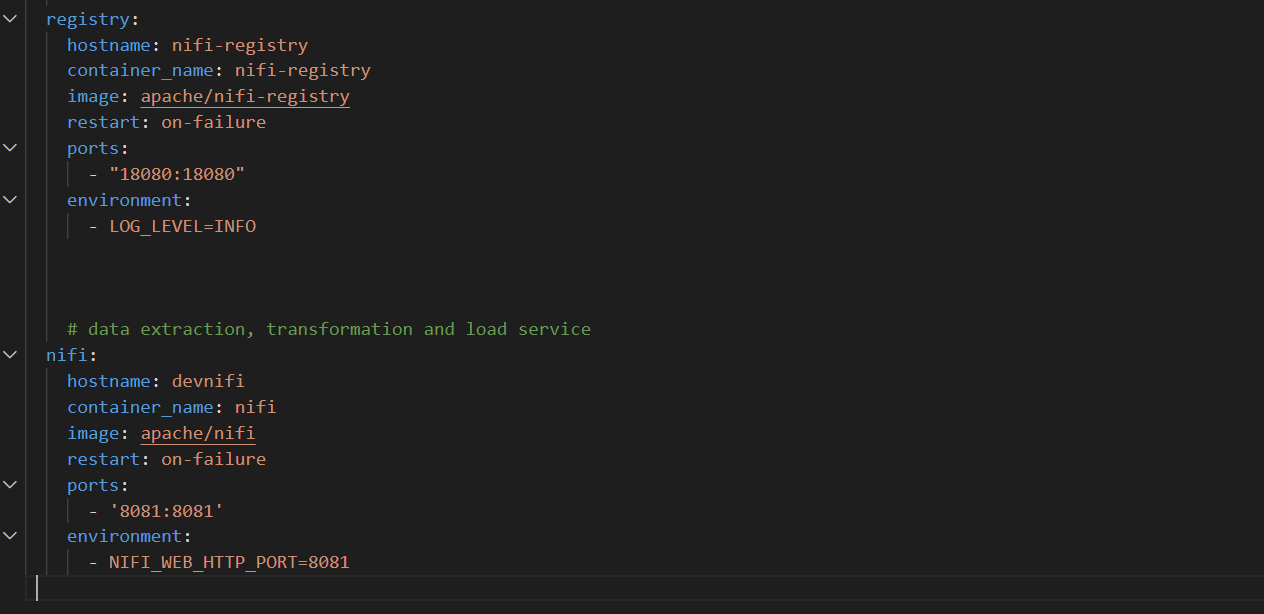 registry:
hostname: nifi-registry
container_name: nifi-registry
image: apache/nifi-registry
restart: on-failure
ports:
- "18080:18080"
environment:
- LOG_LEVEL=INFO
# data extraction, transformation and load service
nifi:
hostname: devnifi
container_name: nifi
image: apache/nifi
restart: on-failure
ports:
- '8081:8081'
environment:
- NIFI_WEB_HTTP_PORT=8081